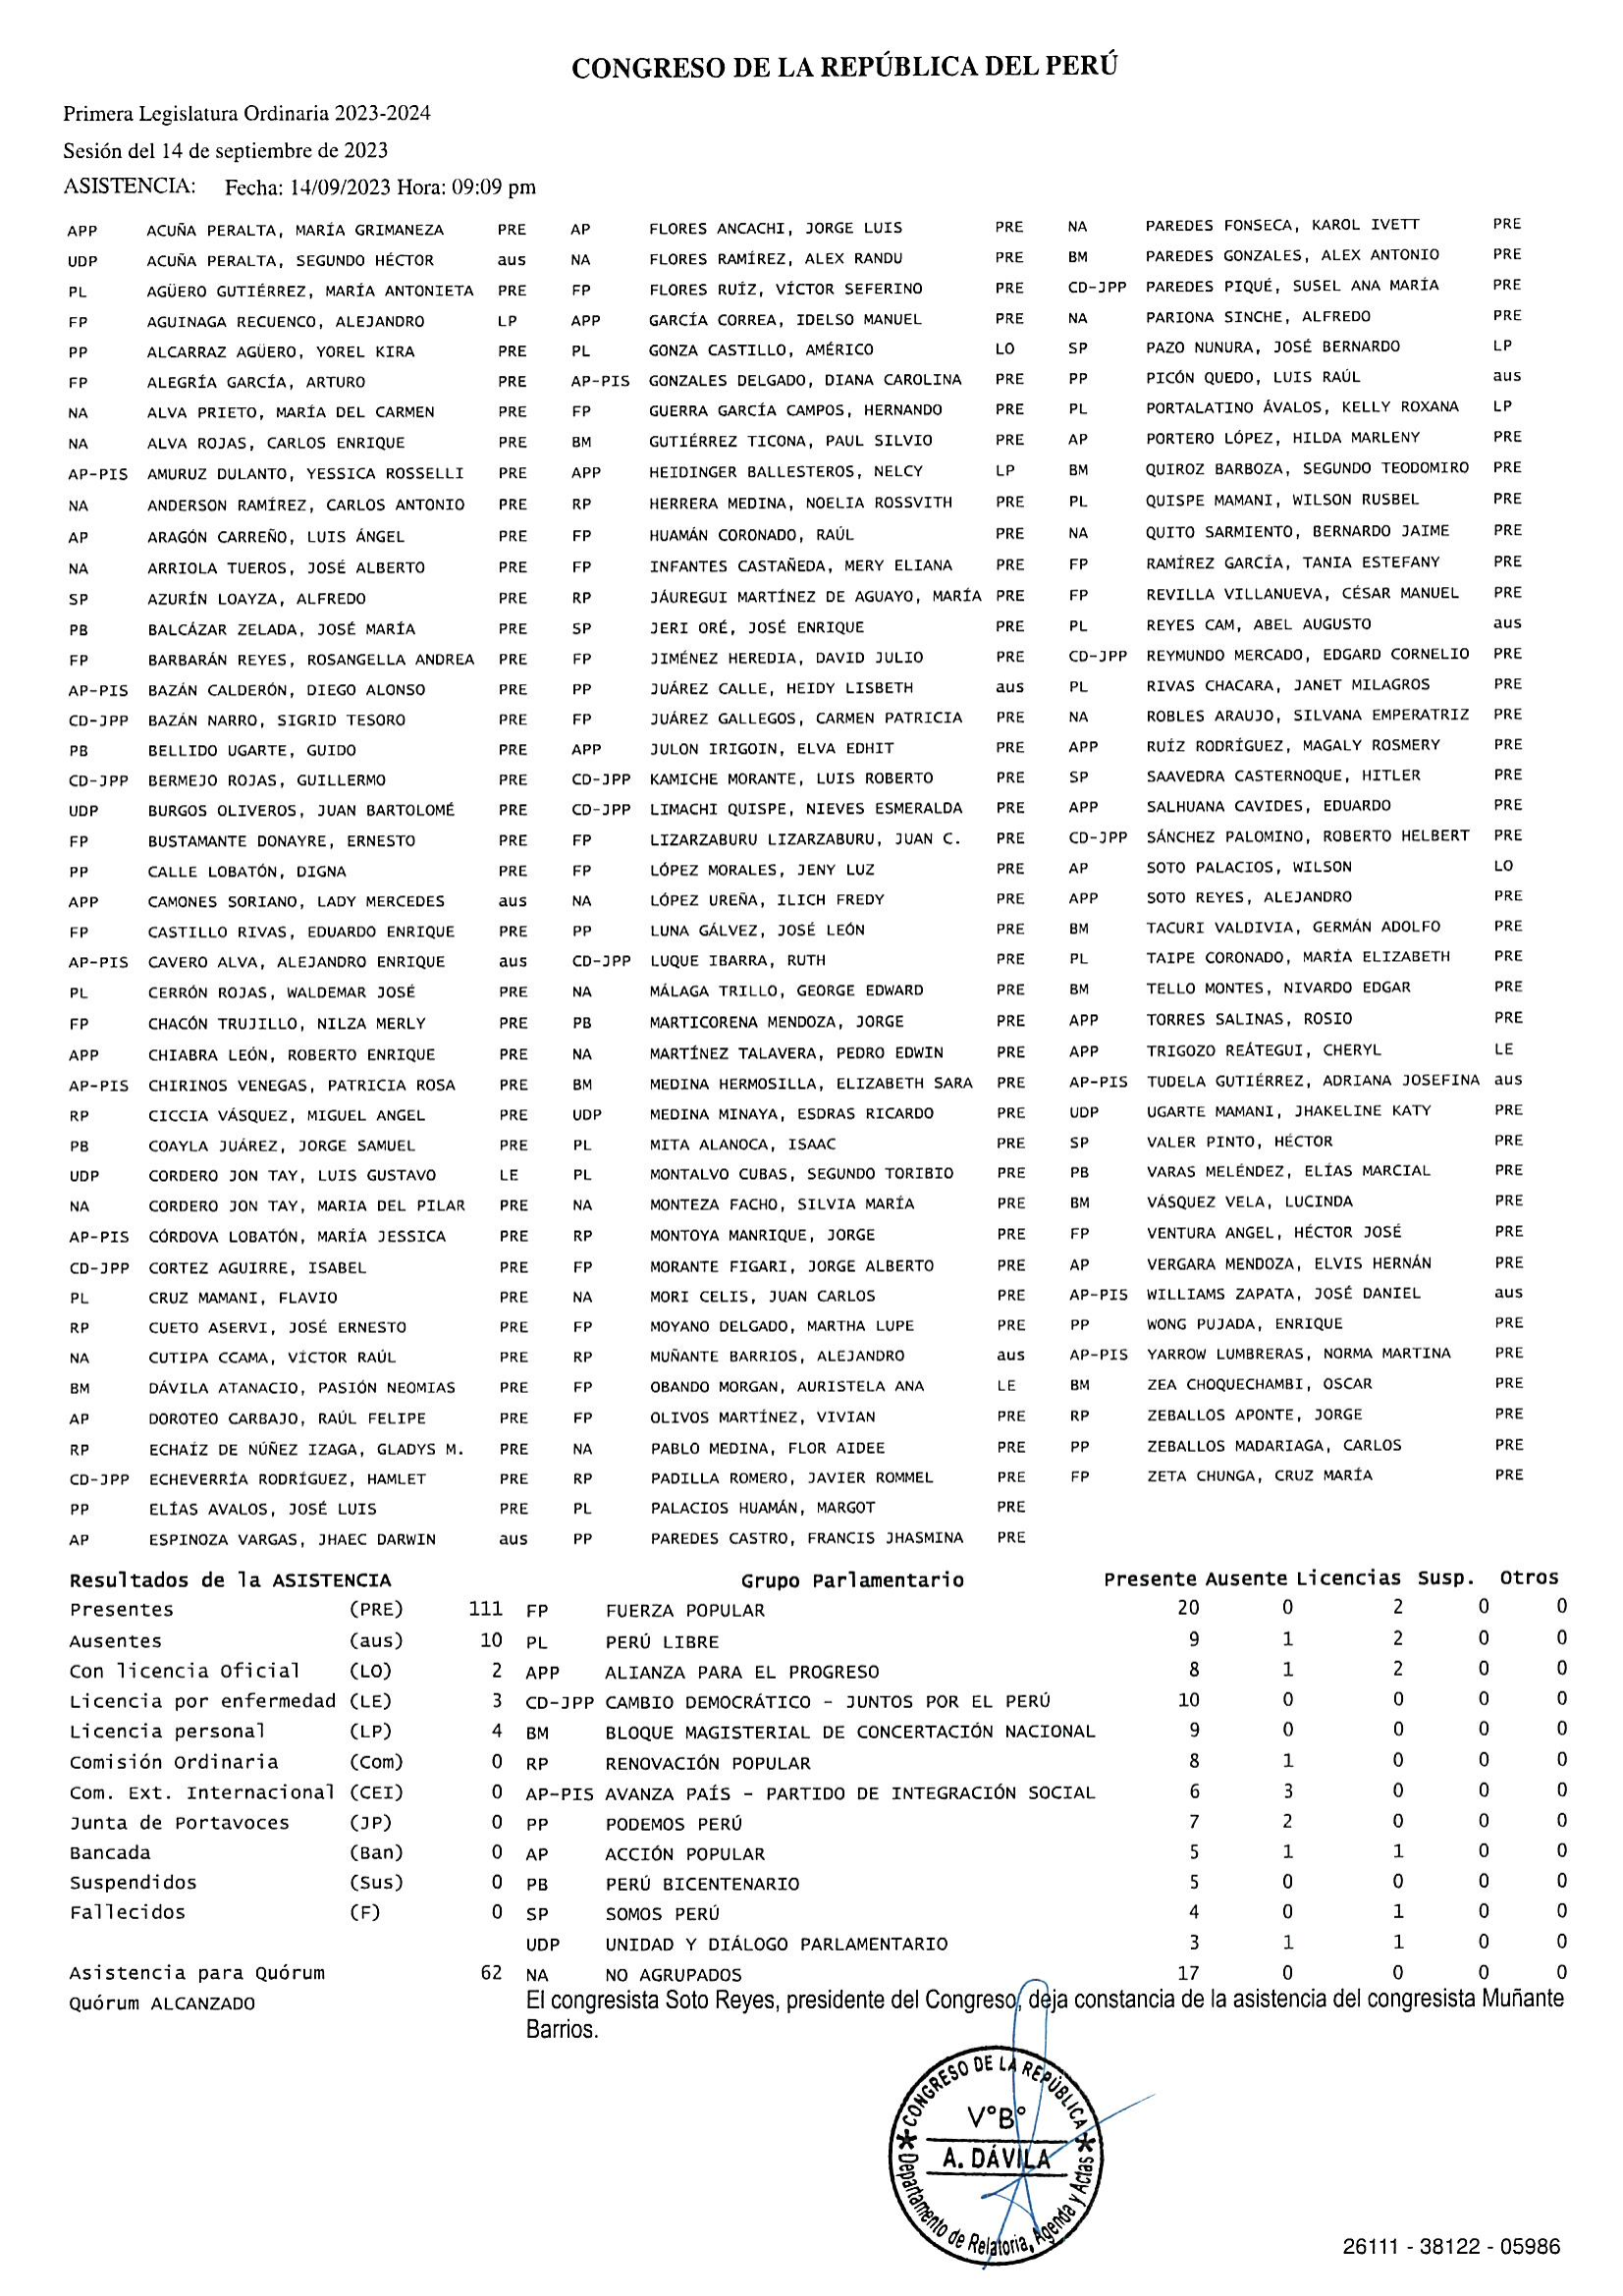 CONGRESO DE LA REPÚBLICA DEL PERÚ
Primera Legislatura Ordinaria 2023-2024
Sesión del 14 de septiembre de 2023
ASISTENCIA: Fecha: 14/09/2023 Hora: 09:09 pm
APP ACUÑA PERALTA, MARÍA GRIMANEZA PRE AP FLORES ANCACHI, JORGE LUIS PRE NA PAREDES FONSECA, KAROL IVETT PRE
UDP ACUÑA PERALTA, SEGUNDO HÉCTOR aus NA FLORES RAMÍREZ, ALEX RANDU PRE BM PAREDES GONZALES, ALEX ANTONIO PRE
PL AGÜERO GUTIÉRREZ, MARÍA ANTONIETA PRE FP FLORES RUÍZ, VÍCTOR SEFERINO PRE CD-JPP PAREDES PIQUÉ, SUSEL ANA MARÍA PRE
FP AGUINAGA RECUENCO, ALEJANDRO LP APP GARCÍA CORREA, IDELSO MANUEL PRE NA PARIONA SINCHE, ALFREDO PRE
PP ALCARRAZ AGÜERO, YOREL KIRA PRE PL GONZA CASTILLO, AMÉRICO LO SP PAZO NUNURA, JOSÉ BERNARDO LP
FP ALEGRÍA GARCÍA, ARTURO PRE AP-PIS GONZALES DELGADO, DIANA CAROLINA PRE PP PICÓN QUEDO, LUIS RAÚL aus
NA ALVA PRIETO, MARÍA DEL CARMEN PRE FP GUERRA GARCÍA CAMPOS, HERNANDO PRE PL PORTALATINO ÁVALOS, KELLY ROXANA LP
NA ALVA ROJAS, CARLOS ENRIQUE PRE BM GUTIÉRREZ TICONA, PAUL SILVIO PRE AP PORTERO LÓPEZ, HILDA MARLENY PRE
AP-PIS AMURUZ DULANTO, YESSICA ROSSELLI PRE APP HEIDINGER BALLESTEROS, NELCY LP BM QUIROZ BARBOZA, SEGUNDO TEODOMIRO PRE
NA ANDERSON RAMÍREZ, CARLOS ANTONIO PRE RP HERRERA MEDINA, NOELIA ROSSVITH PRE PL QUISPE MAMANI, WILSON RUSBEL PRE
AP ARAGÓN CARREÑO, LUIS ÁNGEL PRE FP HUAMÁN CORONADO, RAÚL PRE NA QUITO SARMIENTO, BERNARDO JAIME PRE
NA ARRIOLA TUEROS, JOSÉ ALBERTO PRE FP INFANTES CASTAÑEDA, MERY ELIANA PRE FP RAMÍREZ GARCÍA, TANIA ESTEFANY PRE
SP AZURÍN LOAYZA, ALFREDO PRE RP JÁUREGUI MARTÍNEZ DE AGUAYO, MARÍA PRE FP REVILLA VILLANUEVA, CÉSAR MANUEL PRE
PB BALCÁZAR ZELADA, JOSÉ MARÍA PRE SP JERI ORÉ, JOSÉ ENRIQUE PRE PL REYES CAM, ABEL AUGUSTO aus
FP BARBARÁN REYES, ROSANGELLA ANDREA PRE FP JIMÉNEZ HEREDIA, DAVID JULIO PRE CD-JPP REYMUNDO MERCADO, EDGARD CORNELIO PRE
AP-PIS BAZÁN CALDERÓN, DIEGO ALONSO PRE PP JUÁREZ CALLE, HEIDY LISBETH aus PL RIVAS CHACARA, JANET MILAGROS PRE
CD-JPP BAZÁN NARRO, SIGRID TESORO PRE FP JUÁREZ GALLEGOS, CARMEN PATRICIA PRE NA ROBLES ARAUJO, SILVANA EMPERATRIZ PRE
PB BELLIDO UGARTE, GUIDO PRE APP JULON IRIGOIN, ELVA EDHIT PRE APP RUÍZ RODRÍGUEZ, MAGALY ROSMERY PRE
CD-JPP BERMEJO ROJAS, GUILLERMO PRE CD-JPP KAMICHE MORANTE, LUIS ROBERTO PRE SP SAAVEDRA CASTERNOQUE, HITLER PRE
UDP BURGOS OLIVEROS, JUAN BARTOLOMÉ PRE CD-JPP LIMACHI QUISPE, NIEVES ESMERALDA PRE APP SALHUANA CAVIDES, EDUARDO PRE
FP BUSTAMANTE DONAYRE, ERNESTO PRE FP LIZARZABURU LIZARZABURU, JUAN C. PRE CD-JPP SÁNCHEZ PALOMINO, ROBERTO HELBERT PRE
PP CALLE LOBATÓN, DIGNA PRE FP LÓPEZ MORALES, JENY LUZ PRE AP SOTO PALACIOS, WILSON LO
APP CAMONES SORIANO, LADY MERCEDES aus NA LÓPEZ UREÑA, ILICH FREDY PRE APP SOTO REYES, ALEJANDRO PRE
FP CASTILLO RIVAS, EDUARDO ENRIQUE PRE PP LUNA GÁLVEZ, JOSÉ LEÓN PRE BM TACURI VALDIVIA, GERMÁN ADOLFO PRE
AP-PIS CAVERO ALVA, ALEJANDRO ENRIQUE aus CD-JPP LUQUE IBARRA, RUTH PRE PL TAIPE CORONADO, MARÍA ELIZABETH PRE
PL CERRÓN ROJAS, WALDEMAR JOSÉ PRE NA MÁLAGA TRILLO, GEORGE EDWARD PRE BM TELLO MONTES, NIVARDO EDGAR PRE
FP CHACÓN TRUJILLO, NILZA MERLY PRE PB MARTICORENA MENDOZA, JORGE PRE APP TORRES SALINAS, ROSIO PRE
APP CHIABRA LEÓN, ROBERTO ENRIQUE PRE NA MARTÍNEZ TALAVERA, PEDRO EDWIN PRE APP TRIGOZO REÁTEGUI, CHERYL LE
AP-PIS CHIRINOS VENEGAS, PATRICIA ROSA PRE BM MEDINA HERMOSILLA, ELIZABETH SARA PRE AP-PIS TUDELA GUTIÉRREZ, ADRIANA JOSEFINA aus
RP CICCIA VÁSQUEZ, MIGUEL ANGEL PRE UDP MEDINA MINAYA, ESDRAS RICARDO PRE UDP UGARTE MAMANI, JHAKELINE KATY PRE
PB COAYLA JUÁREZ, JORGE SAMUEL PRE PL MITA ALANOCA, ISAAC PRE SP VALER PINTO, HÉCTOR PRE
UDP CORDERO JON TAY, LUIS GUSTAVO LE PL MONTALVO CUBAS, SEGUNDO TORIBIO PRE PB VARAS MELÉNDEZ, ELÍAS MARCIAL PRE
NA CORDERO JON TAY, MARIA DEL PILAR PRE NA MONTEZA FACHO, SILVIA MARÍA PRE BM VÁSQUEZ VELA, LUCINDA PRE
AP-PIS CÓRDOVA LOBATÓN, MARÍA JESSICA PRE RP MONTOYA MANRIQUE, JORGE PRE FP VENTURA ANGEL, HÉCTOR JOSÉ PRE
CD-JPP CORTEZ AGUIRRE, ISABEL PRE FP MORANTE FIGARI, JORGE ALBERTO PRE AP VERGARA MENDOZA, ELVIS HERNÁN PRE
PL CRUZ MAMANI, FLAVIO PRE NA MORI CELIS, JUAN CARLOS PRE AP-PIS WILLIAMS ZAPATA, JOSÉ DANIEL aus
RP CUETO ASERVI, JOSÉ ERNESTO PRE FP MOYANO DELGADO, MARTHA LUPE PRE PP WONG PUJADA, ENRIQUE PRE
NA CUTIPA CCAMA, VÍCTOR RAÚL PRE RP MUÑANTE BARRIOS, ALEJANDRO aus AP-PIS YARROW LUMBRERAS, NORMA MARTINA PRE
BM DÁVILA ATANACIO, PASIÓN NEOMIAS PRE FP OBANDO MORGAN, AURISTELA ANA LE BM ZEA CHOQUECHAMBI, OSCAR PRE
AP DOROTEO CARBAJO, RAÚL FELIPE PRE FP OLIVOS MARTÍNEZ, VIVIAN PRE RP ZEBALLOS APONTE, JORGE PRE
RP ECHAÍZ DE NÚÑEZ IZAGA, GLADYS M. PRE NA PABLO MEDINA, FLOR AIDEE PRE PP ZEBALLOS MADARIAGA, CARLOS PRE
CD-JPP ECHEVERRÍA RODRÍGUEZ, HAMLET PRE RP PADILLA ROMERO, JAVIER ROMMEL PRE FP ZETA CHUNGA, CRUZ MARÍA PRE
PP ELÍAS AVALOS, JOSÉ LUIS PRE PL PALACIOS HUAMÁN, MARGOT PRE
AP ESPINOZA VARGAS, JHAEC DARWIN aus PP PAREDES CASTRO, FRANCIS JHASMINA PRE
Resultados de la ASISTENCIA Grupo Parlamentario Presente Ausente Licencias Susp. Otros
Presentes (PRE) 111 FP FUERZA POPULAR 20 0 2 0 0
Ausentes (aus) 10 PL PERÚ LIBRE 9 1 2 0 0
Con licencia Oficial (LO) 2 APP ALIANZA PARA EL PROGRESO 8 1 2 0 0
Licencia por enfermedad (LE) 3 CD-JPP CAMBIO DEMOCRÁTICO - JUNTOS POR EL PERÚ 10 0 0 0 0
Licencia personal (LP) 4 BM BLOQUE MAGISTERIAL DE CONCERTACIÓN NACIONAL 9 0 0 0 0
Comisión Ordinaria (Com) 0 RP RENOVACIÓN POPULAR 8 1 0 0 0
Com. Ext. Internacional (CEI) 0 AP-PIS AVANZA PAÍS - PARTIDO DE INTEGRACIÓN SOCIAL 6 3 0 0 0
Junta de Portavoces (JP) 0 PP PODEMOS PERÚ 7 2 0 0 0
Bancada (Ban) 0 AP ACCIÓN POPULAR 5 1 1 0 0
Suspendidos (Sus) 0 PB PERÚ BICENTENARIO 5 0 0 0 0
Fallecidos (F) 0 SP SOMOS PERÚ 4 0 1 0 0
UDP UNIDAD Y DIÁLOGO PARLAMENTARIO 3 1 1 0 0
Asistencia para Quórum 62 NA NO AGRUPADOS 17 0 0 0 0
Quórum ALCANZADO
El congresista Soto Reyes, presidente del Congreso, deja constancia de la asistencia del congresista Muñante
Barrios.
CONGRESO DE LA REPÚBLICA
V°B°
A. DÁVILA
Departamento de Relatoría, Agenda y Actas
26111 - 38122 - 05986